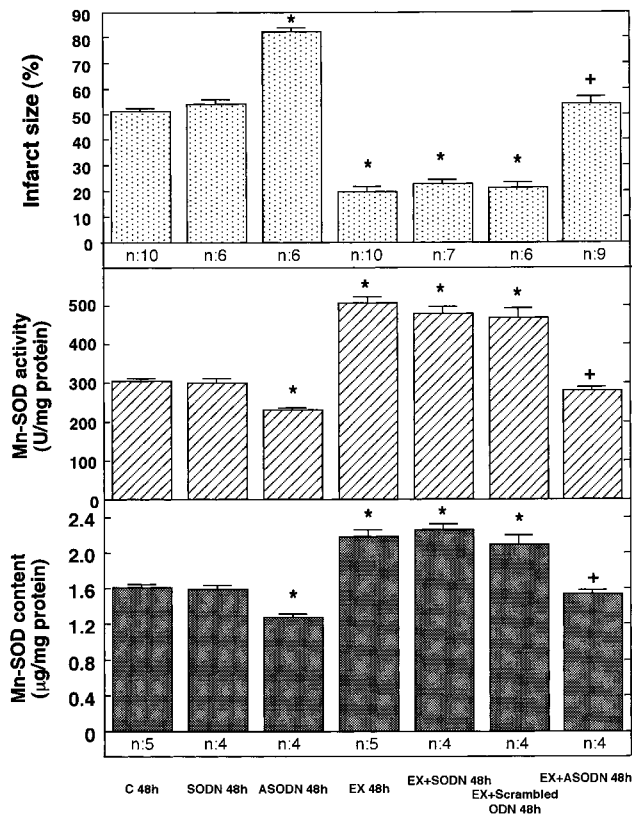 Infarct size (%)
90
80
70
60
50
40
30
20
10
0
*
*
*
*
+
n:10
n:6
n:6
n:10
n:7
n:6
n:9
Mn-SOD activity
(U/mg protein)
500
400
300
200
100
0
*
*
*
*
+
Mn-SOD content
(µg/mg protein)
2.4
2.0
1.6
1.2
0.8
0.4
0
*
*
*
*
+
n:5
n:4
n:4
n:5
n:4
n:4
n:4
C 48h
SODN 48h
ASODN 48h
EX 48h
EX+SODN 48h
EX+Scrambled
ODN 48h
EX+ASODN 48h